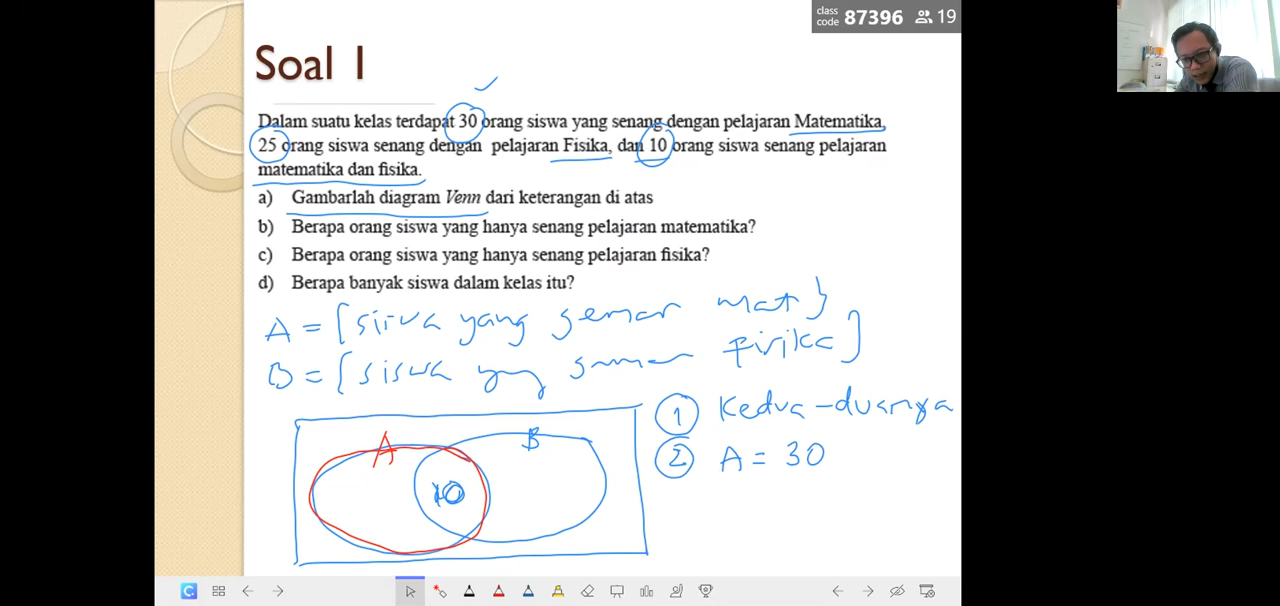 class code 87396 19
Soal 1
Dalam suatu kelas terdapat 30 orang siswa yang senang dengan pelajaran Matematika,
25 orang siswa senang dengan pelajaran Fisika, dan 10 orang siswa senang pelajaran
matematika dan fisika.
a) Gambarlah diagram Venn dari keterangan di atas
b) Berapa orang siswa yang hanya senang pelajaran matematika?
c) Berapa orang siswa yang hanya senang pelajaran fisika?
d) Berapa banyak siswa dalam kelas itu?
A = {siswa yang gemar mat}
B = {siswa yang gemar fisika}
1 Kedua-duanya
2 A = 30
A B
10